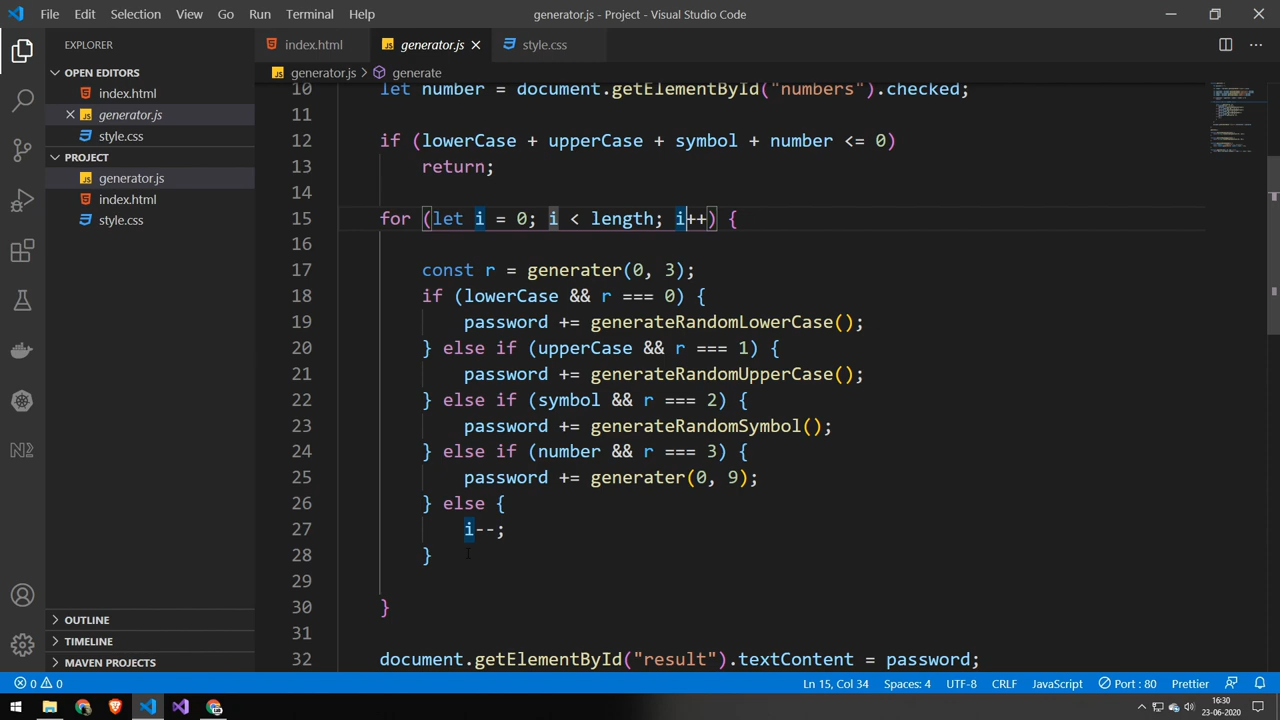 File Edit Selection View Go Run Terminal Help generator.js - Project - Visual Studio Code
EXPLORER
OPEN EDITORS
index.html
generator.js
style.css
PROJECT
generator.js
index.html
style.css
OUTLINE
TIMELINE
MAVEN PROJECTS
JS
JS
index.html JS generator.js style.css
JS generator.js > generate
10 let number = document.getElementById("numbers").checked;
11
12 if (lowerCase + upperCase + symbol + number <= 0)
13 return;
14
15 for (let i = 0; i < length; i++) {
16
17 const r = generater(0, 3);
18 if (lowerCase && r === 0) {
19 password += generateRandomLowerCase();
20 } else if (upperCase && r === 1) {
21 password += generateRandomUpperCase();
22 } else if (symbol && r === 2) {
23 password += generateRandomSymbol();
24 } else if (number && r === 3) {
25 password += generater(0, 9);
26 } else {
27 i--;
28 }
29
30 }
31
32 document.getElementById("result").textContent = password;
0 0 Ln 15, Col 34 Spaces: 4 UTF-8 CRLF JavaScript Port : 80 Prettier
16:30
23-06-2020